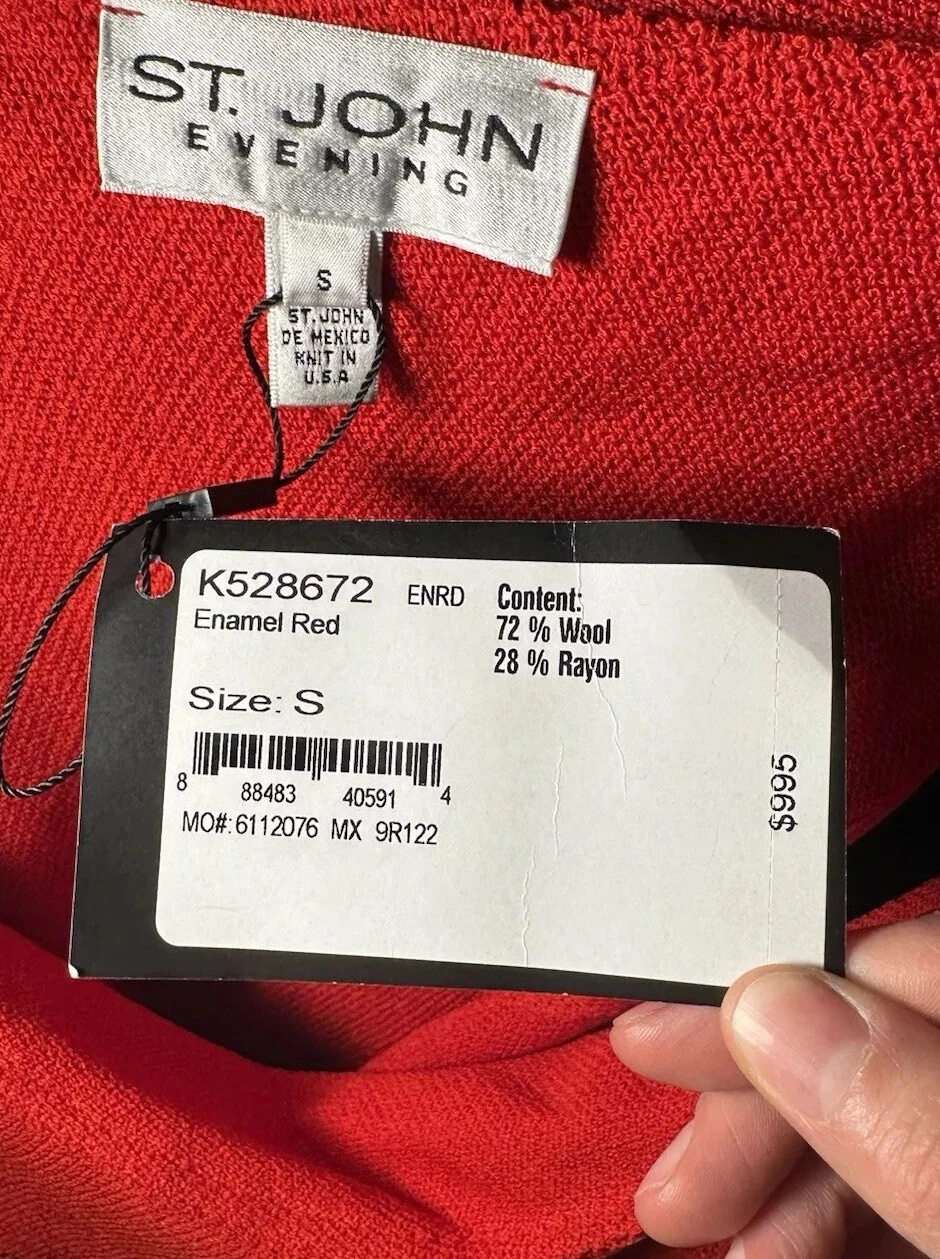 ST. JOHN
EVENING
S
ST. JOHN
DE MEXICO
KNIT IN
U.S.A
K528672 ENRD
Enamel Red
Content:
72 % Wool
28 % Rayon
Size: S
8 88483 40591 4
MO#:6112076 MX 9R122
$995